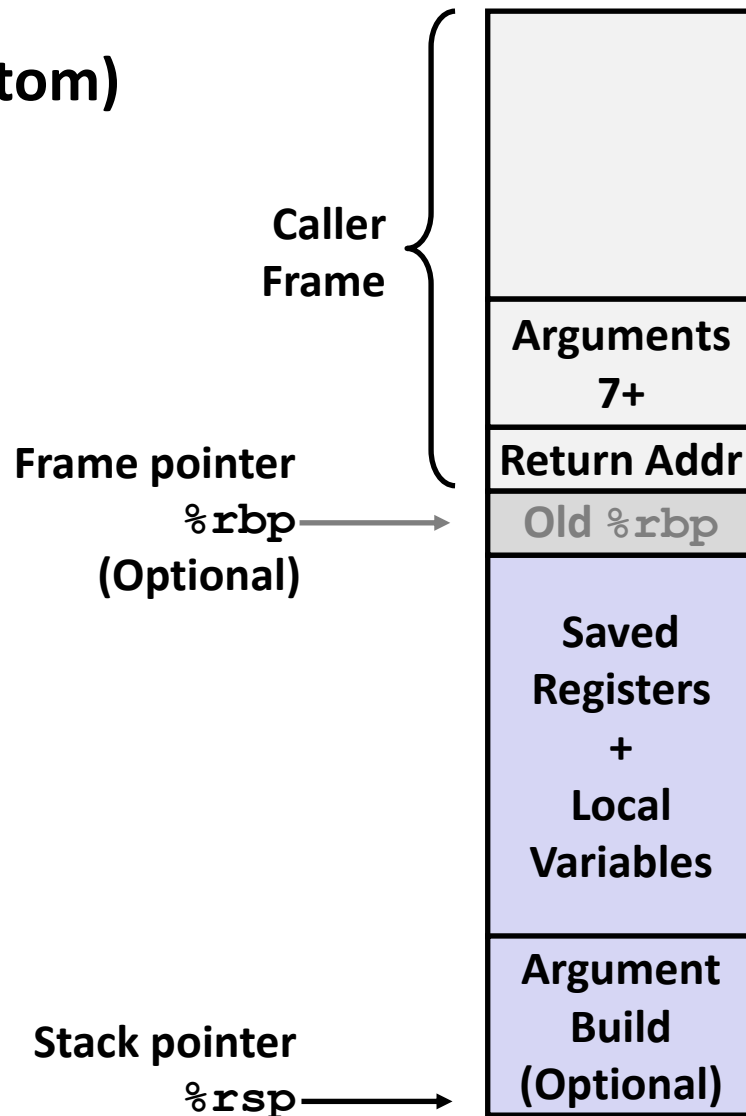 tom)
Caller
Frame
Arguments
7+
Return Addr
Frame pointer
%rbp
(Optional)
Old %rbp
Saved
Registers
+
Local
Variables
Argument
Build
(Optional)
Stack pointer
%rsp